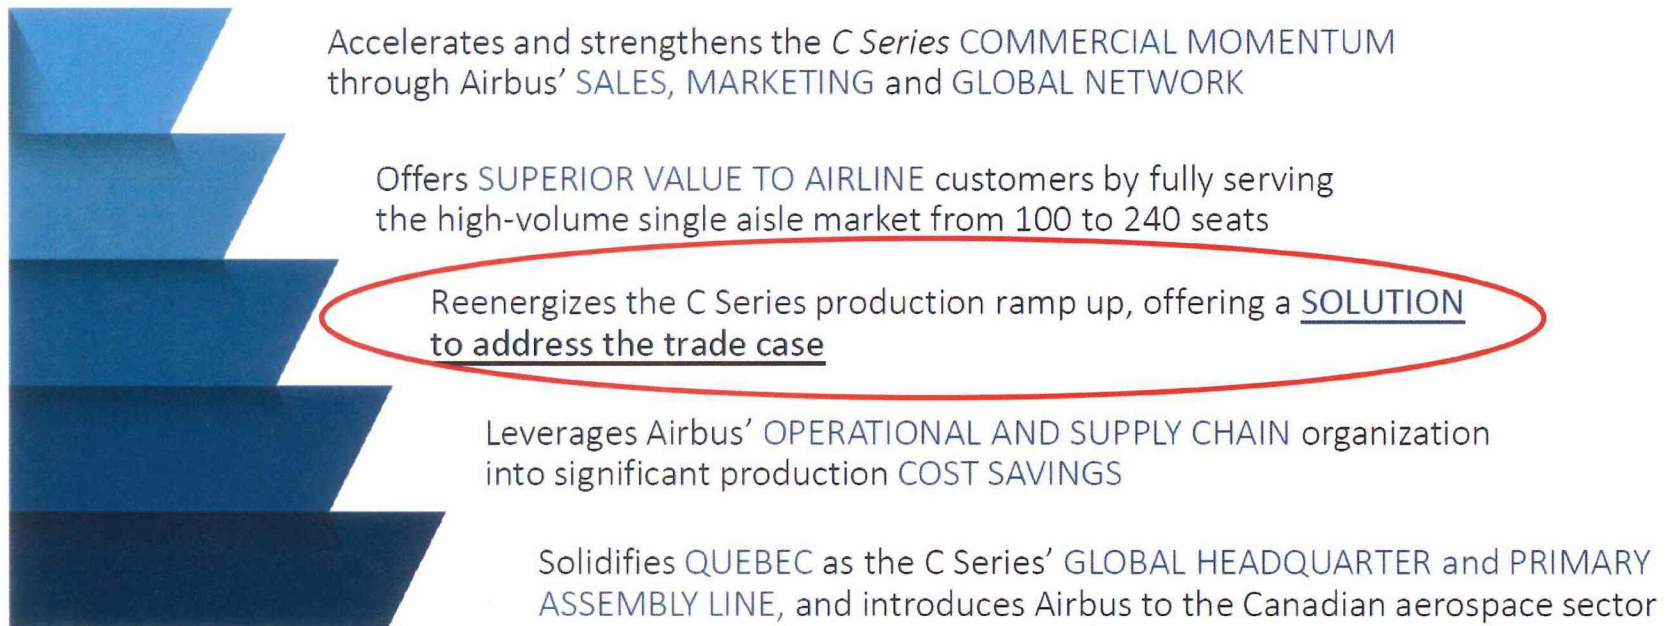 Accelerates and strengthens the C Series COMMERCIAL MOMENTUM
through Airbus’ SALES, MARKETING and GLOBAL NETWORK
Offers SUPERIOR VALUE TO AIRLINE customers by fully serving
the high-volume single aisle market from 100 to 240 seats
Reenergizes the C Series production ramp up, offering a SOLUTION
to address the trade case
Leverages Airbus’ OPERATIONAL AND SUPPLY CHAIN organization
into significant production COST SAVINGS
Solidifies QUEBEC as the C Series’ GLOBAL HEADQUARTER and PRIMARY
ASSEMBLY LINE, and introduces Airbus to the Canadian aerospace sector